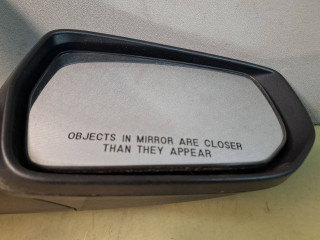 OBJECTS IN MIRROR ARE CLOSER
THAN THEY APPEAR